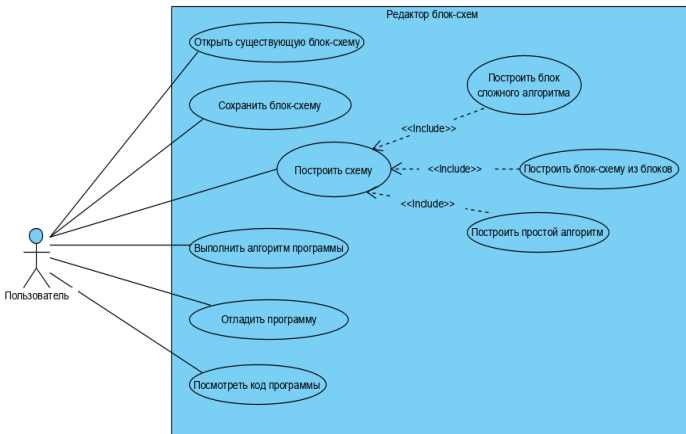 Редактор блок-схем
Открыть существующую блок-схему
Построить блок
сложного алгоритма
Сохранить блок-схему
<<Include>>
Построить схему
<<Include>>
Построить блок-схему из блоков
<<Include>>
Построить простой алгоритм
Выполнить алгоритм программы
Пользователь
Отладить программу
Посмотреть код программы